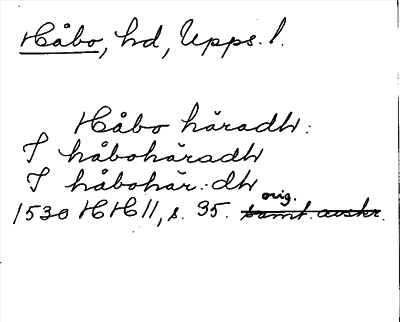 Håbo, hd, Upps. l.
Håbo häradh:
I håbohäradh
I håbohär:dh
orig.
1530 HH 11, s. 35. samt. avskr.